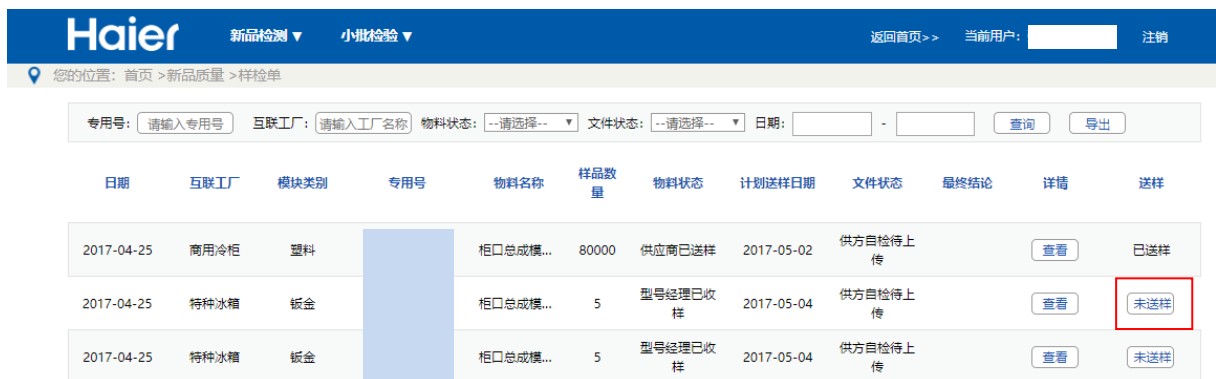 Haier 新品检测▼ 小批检验▼ 返回首页>> 当前用户: 注销
您的位置: 首页 >新品质量 >样检单
专用号: 请输入专用号 互联工厂: 请输入工厂名称 物料状态: --请选择-- ▼ 文件状态: --请选择-- ▼ 日期: - 查询 导出
日期 互联工厂 模块类别 专用号 物料名称 样品数量 物料状态 计划送样日期 文件状态 最终结论 详情 送样
2017-04-25 商用冷柜 塑料 柜口总成模... 80000 供应商已送样 2017-05-02 供方自检待上传 查看 已送样
2017-04-25 特种冰箱 钣金 柜口总成模... 5 型号经理已收样 2017-05-04 供方自检待上传 查看 未送样
2017-04-25 特种冰箱 钣金 柜口总成模... 5 型号经理已收样 2017-05-04 供方自检待上传 查看 未送样